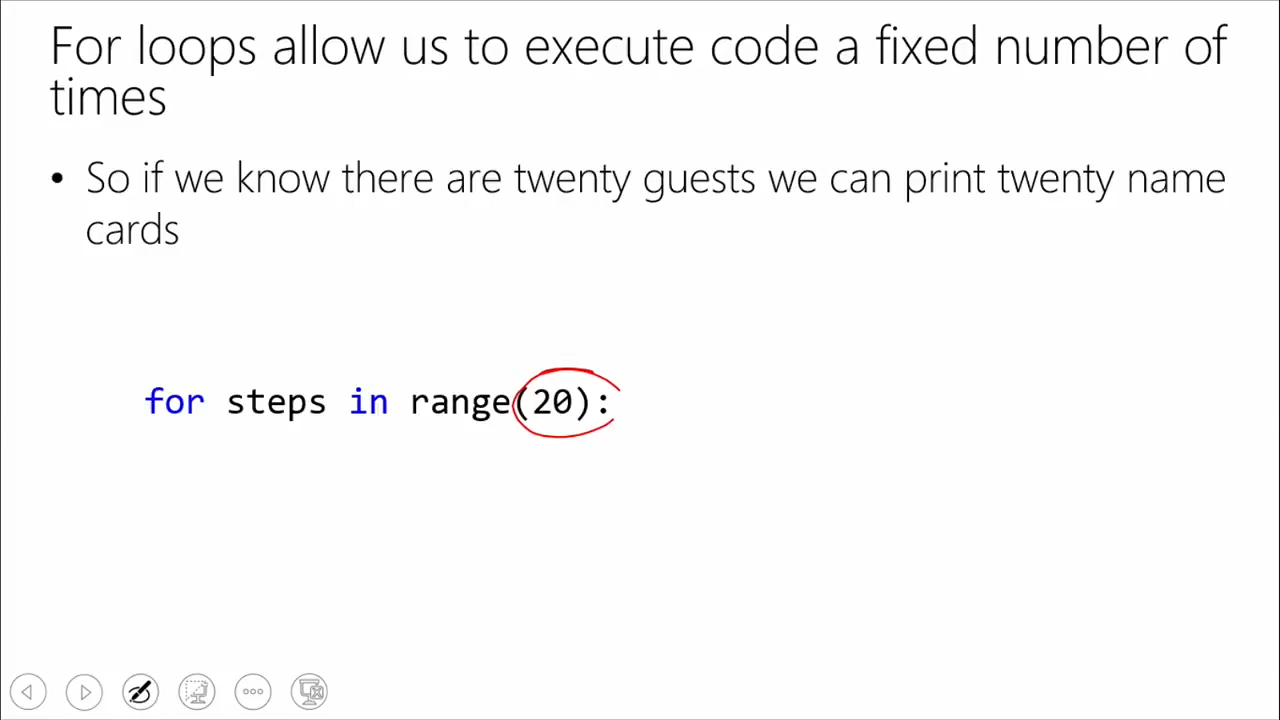 For loops allow us to execute code a fixed number of
times
• So if we know there are twenty guests we can print twenty name
cards
for steps in range(20):